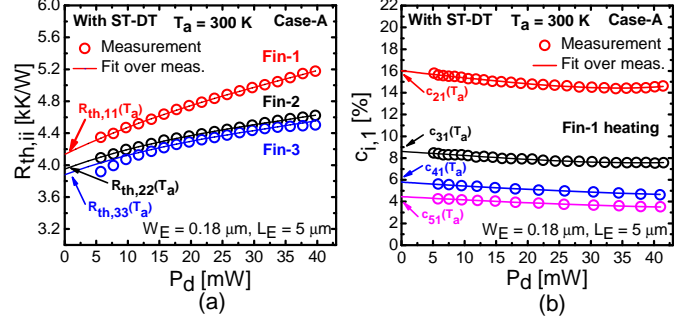 With ST-DT T_a = 300 K Case-A
Measurement
Fit over meas.
Fin-1
Fin-2
Fin-3
R_th,11(T_a)
R_th,22(T_a)
R_th,33(T_a)
W_E = 0.18 μm, L_E = 5 μm
R_th,ii [kK/W]
6.0
5.6
5.2
4.8
4.4
4.0
3.6
3.2
0 5 10 15 20 25 30 35 40
P_d [mW]
(a)
With ST-DT T_a = 300 K Case-A
Measurement
Fit over meas.
c_21(T_a)
Fin-1 heating
c_31(T_a)
c_41(T_a)
c_51(T_a)
W_E = 0.18 μm, L_E = 5 μm
c_i,1 [%]
22
20
18
16
14
12
10
8
6
4
2
0 10 20 30 40
P_d [mW]
(b)